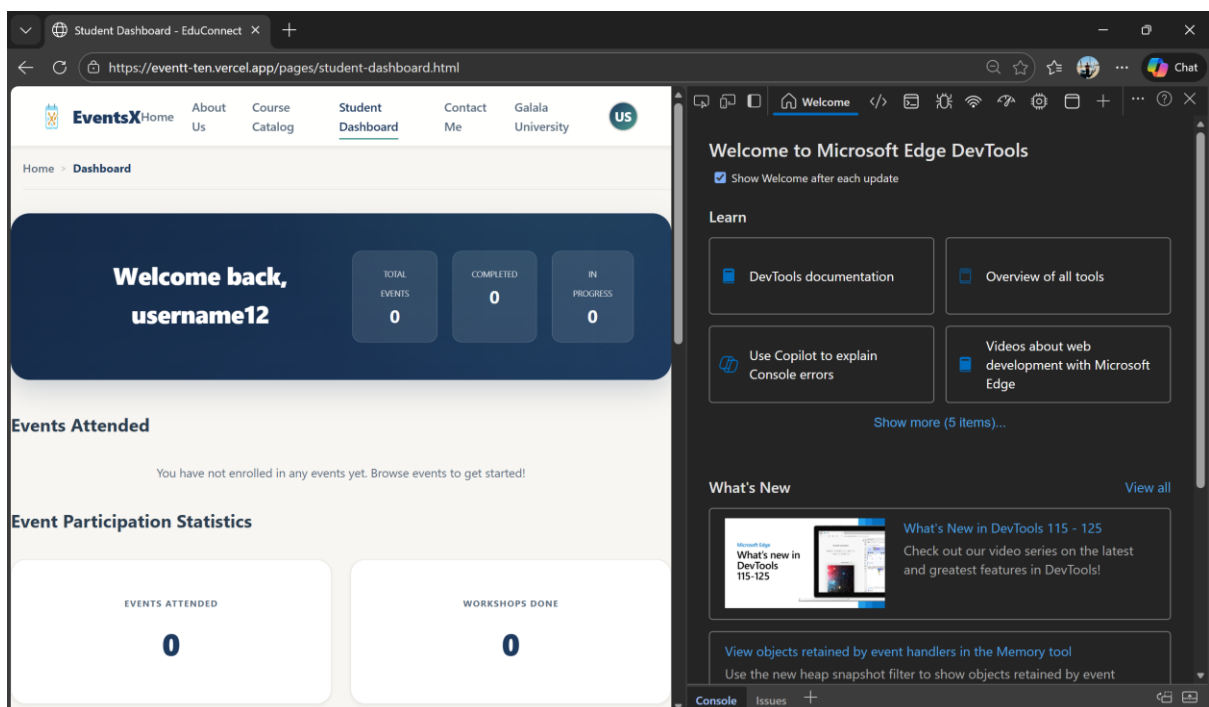 Student Dashboard - EduConnect
https://eventt-ten.vercel.app/pages/student-dashboard.html
Chat
EventsX
Home
About
Us
Course
Catalog
Student
Dashboard
Contact
Me
Galala
University
US
Home > Dashboard
Welcome back,
username12
TOTAL
EVENTS
0
COMPLETED
0
IN
PROGRESS
0
Events Attended
You have not enrolled in any events yet. Browse events to get started!
Event Participation Statistics
EVENTS ATTENDED
0
WORKSHOPS DONE
0
Welcome
Welcome to Microsoft Edge DevTools
Show Welcome after each update
Learn
DevTools documentation
Overview of all tools
Use Copilot to explain
Console errors
Videos about web
development with Microsoft
Edge
Show more (5 items)...
What's New
View all
Microsoft Edge
What's new in
DevTools
115-125
What's New in DevTools 115 - 125
Check out our video series on the latest
and greatest features in DevTools!
View objects retained by event handlers in the Memory tool
Use the new heap snapshot filter to show objects retained by event
Console
Issues